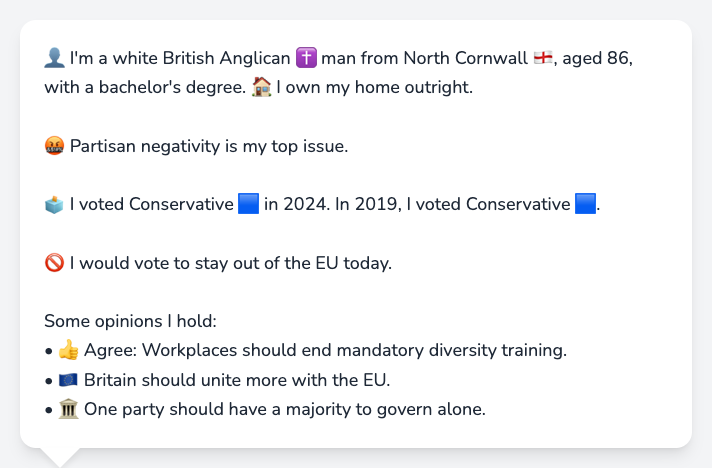 👤 I'm a white British Anglican ✝️ man from North Cornwall 🏴󠁧󠁢󠁥󠁮󠁧󠁿, aged 86,
with a bachelor's degree. 🏠 I own my home outright.
🤬 Partisan negativity is my top issue.
🗳️ I voted Conservative 🟦 in 2024. In 2019, I voted Conservative 🟦.
🚫 I would vote to stay out of the EU today.
Some opinions I hold:
• 👍 Agree: Workplaces should end mandatory diversity training.
• 🇪🇺 Britain should unite more with the EU.
• 🏛️ One party should have a majority to govern alone.